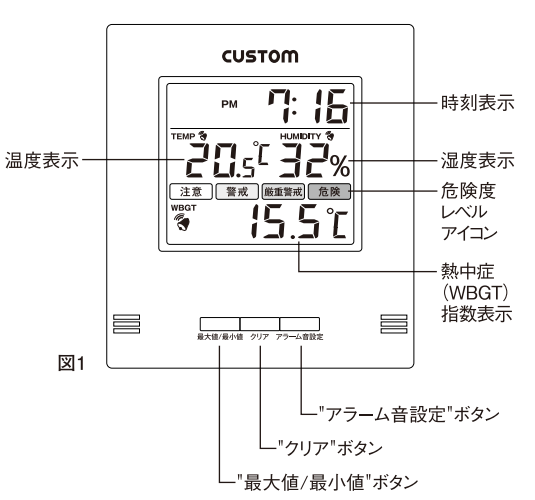 CUSTOM
PM 7:16
時刻表示
TEMP HUMIDITY
温度表示
20.5℃ 32%
湿度表示
注意 警戒 厳重警戒 危険
危険度
レベル
アイコン
WBGT
15.5℃
熱中症
(WBGT)
指数表示
最大値/最小値 クリア アラーム音設定
図1
"アラーム音設定"ボタン
"クリア"ボタン
"最大値/最小値"ボタン